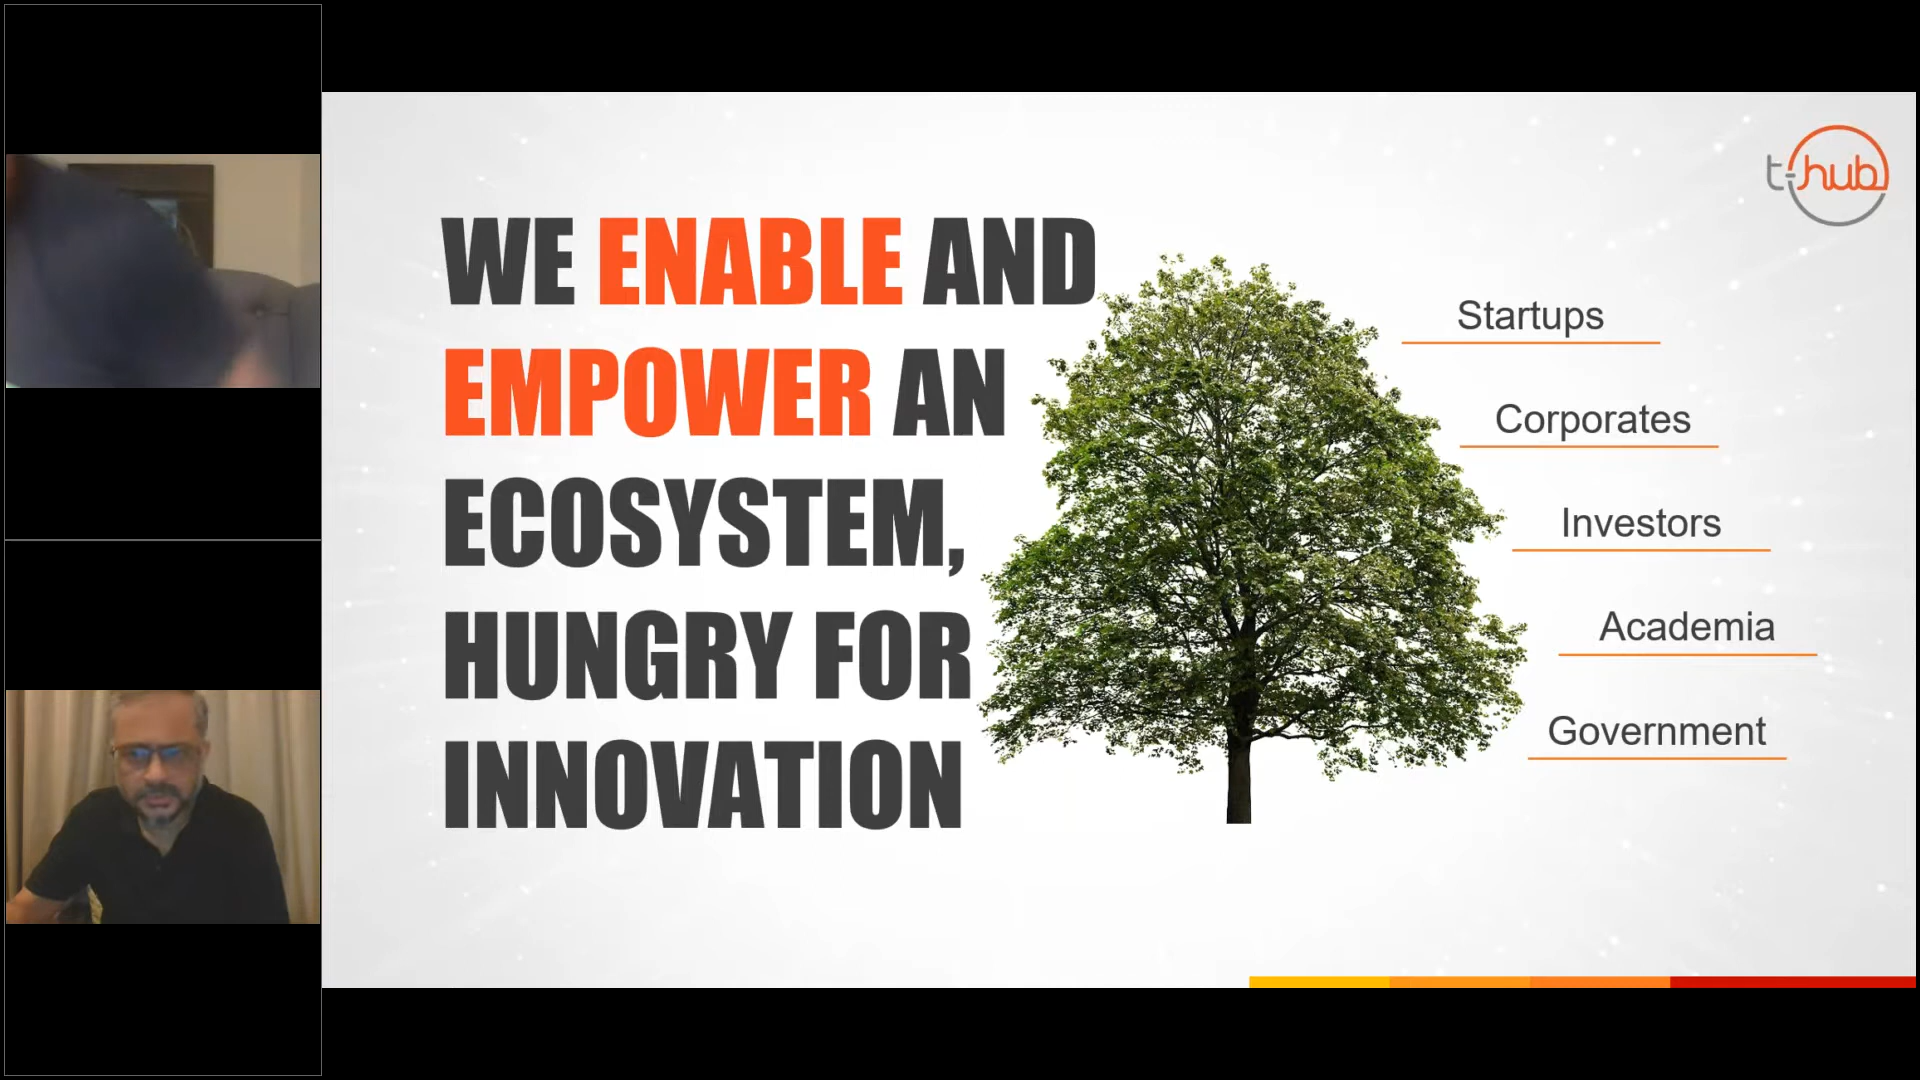 t-hub
WE ENABLE AND
EMPOWER AN
ECOSYSTEM,
HUNGRY FOR
INNOVATION
Startups
Corporates
Investors
Academia
Government